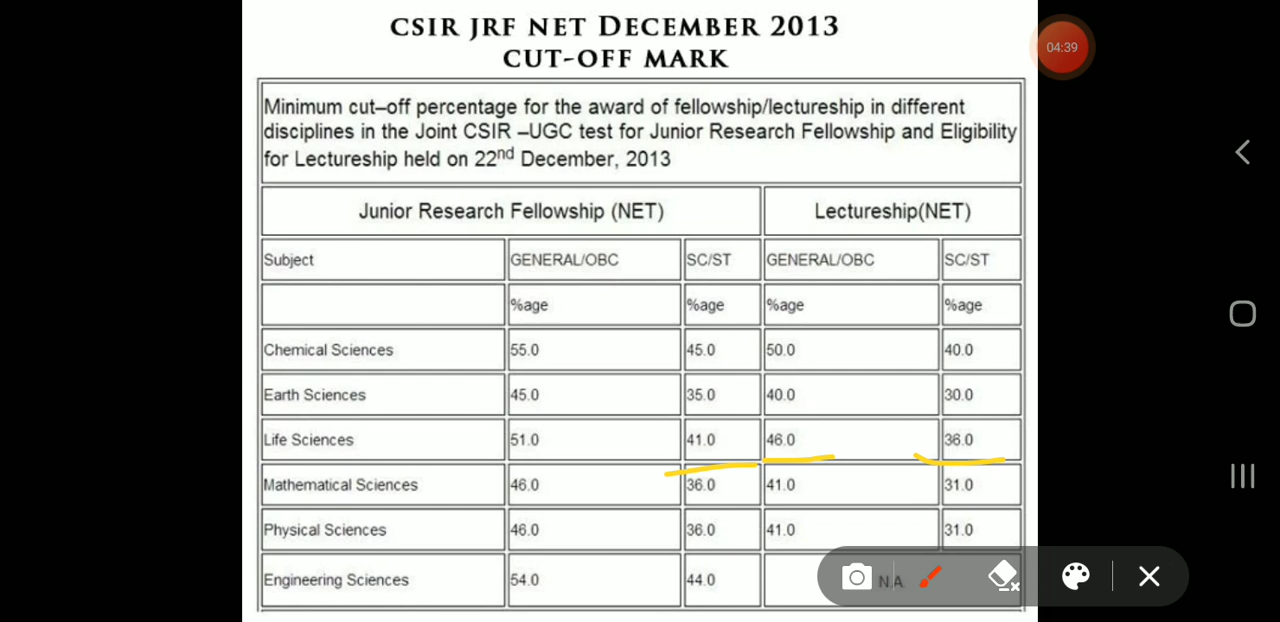 CSIR JRF NET DECEMBER 2013
CUT-OFF MARK
04:39
Minimum cut–off percentage for the award of fellowship/lectureship in different
disciplines in the Joint CSIR –UGC test for Junior Research Fellowship and Eligibility
for Lectureship held on 22nd December, 2013
Junior Research Fellowship (NET) Lectureship(NET)
Subject GENERAL/OBC SC/ST GENERAL/OBC SC/ST
%age %age %age %age
Chemical Sciences 55.0 45.0 50.0 40.0
Earth Sciences 45.0 35.0 40.0 30.0
Life Sciences 51.0 41.0 46.0 36.0
Mathematical Sciences 46.0 36.0 41.0 31.0
Physical Sciences 46.0 36.0 41.0 31.0
Engineering Sciences 54.0 44.0 N.A.